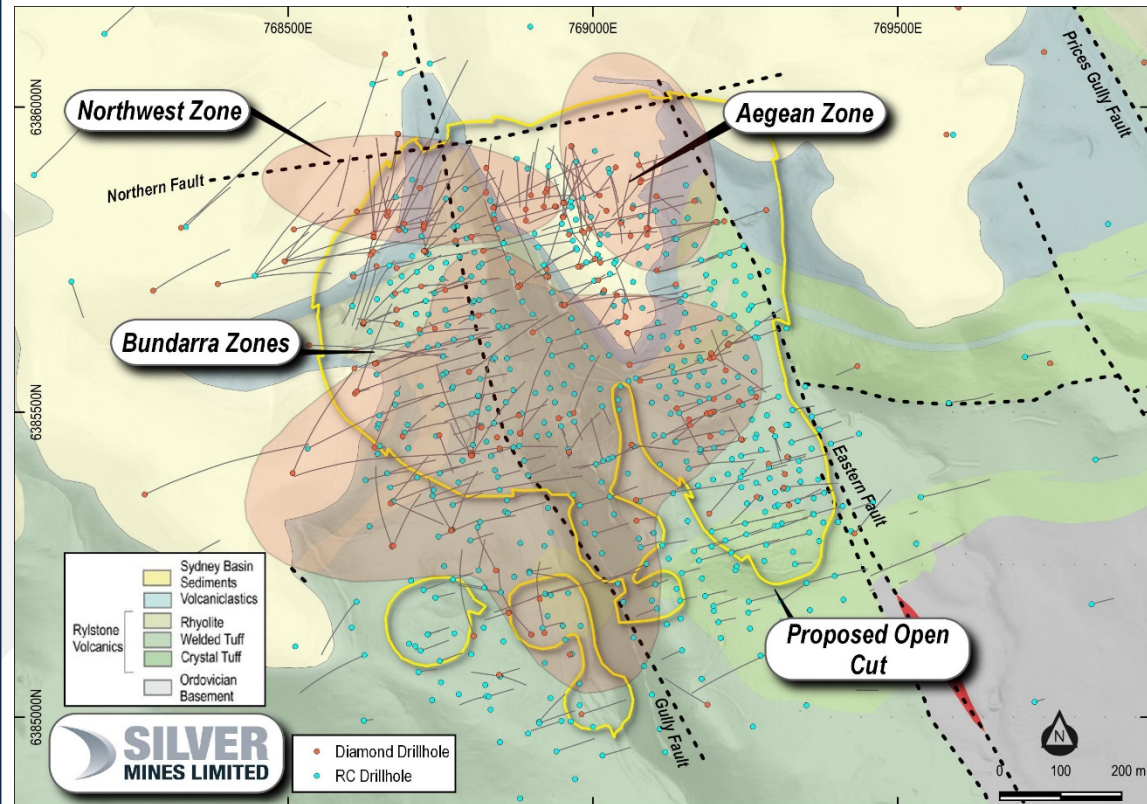 768500E
769000E
769500E
6386000N
6385500N
6385000N
Northwest Zone
Aegean Zone
Prices Gully Fault
Northern Fault
Bundarra Zones
Eastern Fault
Proposed Open
Cut
Gully Fault
Sydney Basin
Sediments
Volcaniclastics
Rylstone
Volcanics
Rhyolite
Welded Tuff
Crystal Tuff
Ordovician
Basement
SILVER
MINES LIMITED
Diamond Drillhole
RC Drillhole
N
0 100 200 m